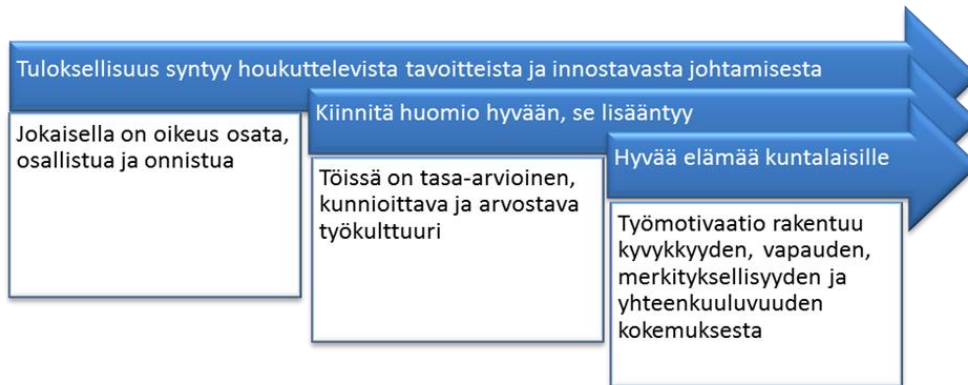 Tuloksellisuus syntyy houkuttelevista tavoitteista ja innostavasta johtamisesta
Jokaisella on oikeus osata,
osallistua ja onnistua
Kiinnitä huomio hyvään, se lisääntyy
Töissä on tasa-arvioinen,
kunnioittava ja arvostava
työkulttuuri
Hyvää elämää kuntalaisille
Työmotivaatio rakentuu
kyvykkyyden, vapauden,
merkityksellisyyden ja
yhteenkuuluvuuden
kokemuksesta